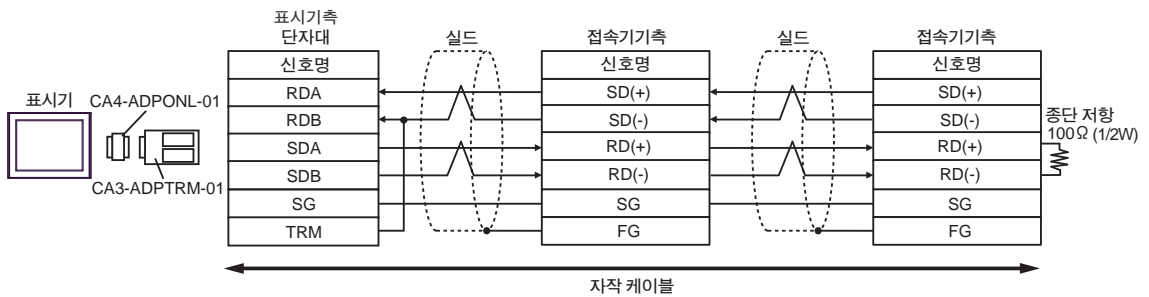 표시기
CA4-ADPONL-01
CA3-ADPTRM-01
표시기측
단자대
신호명
RDA
RDB
SDA
SDB
SG
TRM
실드
접속기기측
신호명
SD(+)
SD(-)
RD(+)
RD(-)
SG
FG
실드
접속기기측
신호명
SD(+)
SD(-)
RD(+)
RD(-)
SG
FG
종단 저항
100Ω (1/2W)
자작 케이블